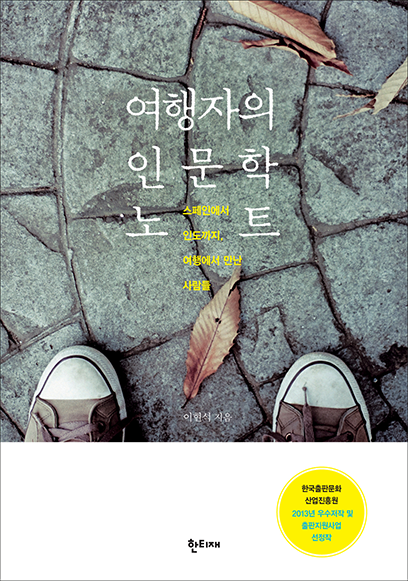 여행자의
인문학
노트
스페인에서
인도까지,
여행에서 만난
사람들
이현석 지음
한국출판문화
산업진흥원
2013년 우수저작 및
출판지원사업
선정작
한티재